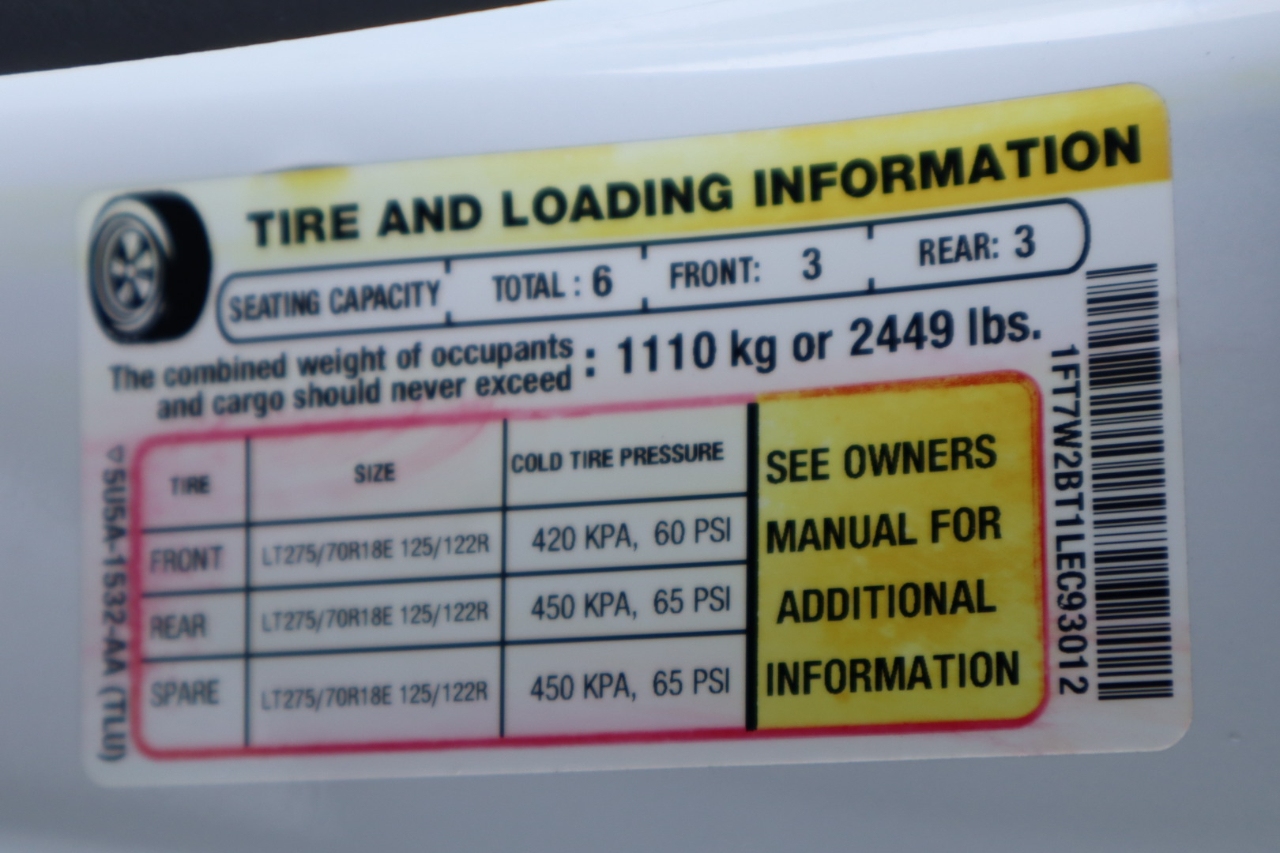 TIRE AND LOADING INFORMATION
SEATING CAPACITY TOTAL : 6 FRONT: 3 REAR: 3
The combined weight of occupants
and cargo should never exceed : 1110 kg or 2449 lbs.
TIRE SIZE COLD TIRE PRESSURE
FRONT LT275/70R18E 125/122R 420 KPA, 60 PSI
REAR LT275/70R18E 125/122R 450 KPA, 65 PSI
SPARE LT275/70R18E 125/122R 450 KPA, 65 PSI
SEE OWNERS
MANUAL FOR
ADDITIONAL
INFORMATION
1FT7W2BT1LEC93012
▽5U5A-1532-AA (TLU)